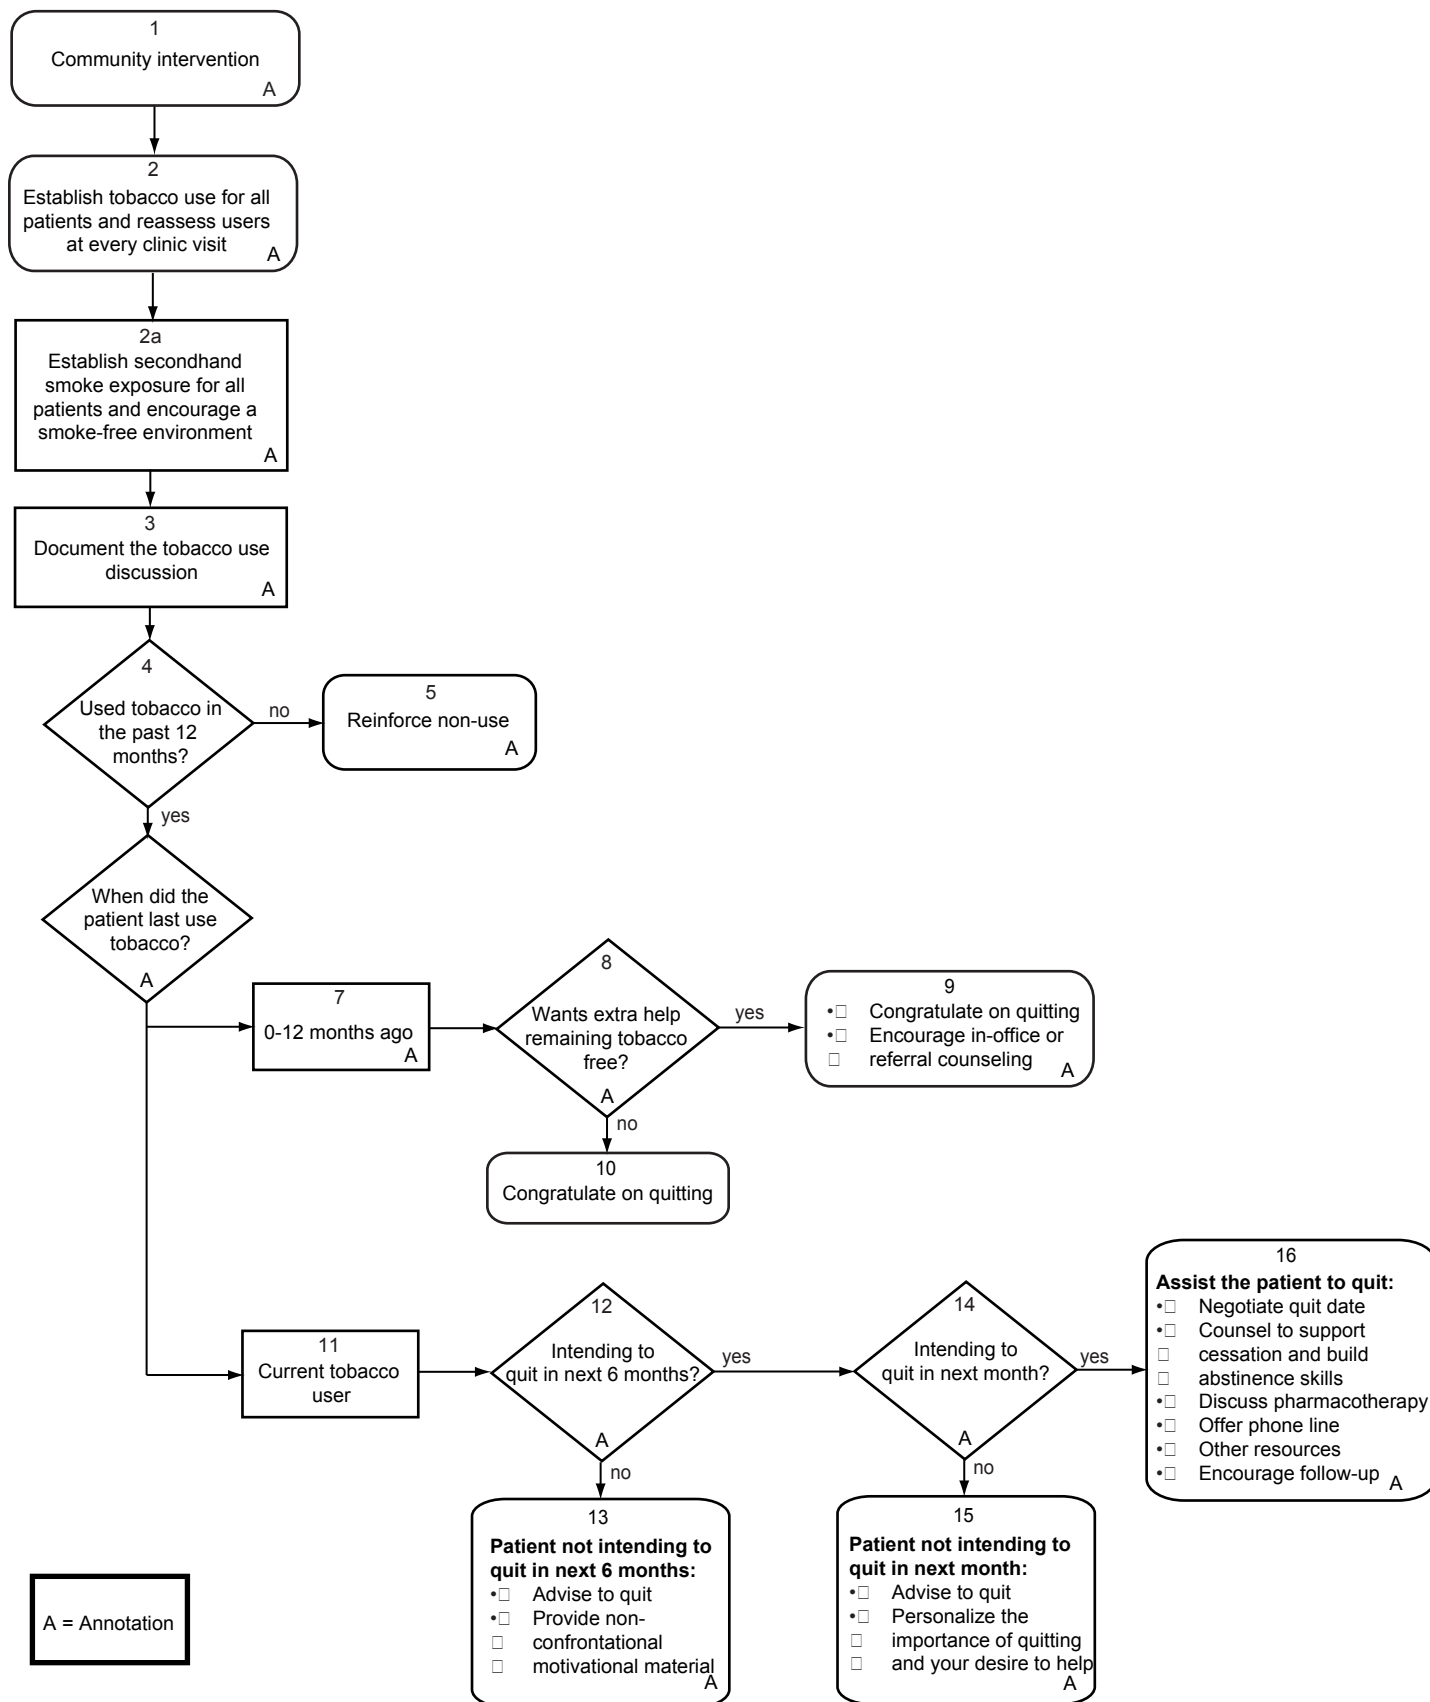 1
Community intervention
A
2
Establish tobacco use for all
patients and reassess users
at every clinic visit
A
2a
Establish secondhand
smoke exposure for all
patients and encourage a
smoke-free environment
A
3
Document the tobacco use
discussion
A
4
Used tobacco in
the past 12
months?
no
5
Reinforce non-use
A
yes
When did the
patient last use
tobacco?
A
7
0-12 months ago
A
8
Wants extra help
remaining tobacco
free?
A
yes
9
•□ Congratulate on quitting
•□ Encourage in-office or
□ referral counseling
A
no
10
Congratulate on quitting
11
Current tobacco
user
12
Intending to
quit in next 6 months?
A
yes
14
Intending to
quit in next month?
A
yes
16
Assist the patient to quit:
•□ Negotiate quit date
•□ Counsel to support
□ cessation and build
□ abstinence skills
•□ Discuss pharmacotherapy
•□ Offer phone line
•□ Other resources
•□ Encourage follow-up
A
no
13
Patient not intending to
quit in next 6 months:
•□ Advise to quit
•□ Provide non-
□ confrontational
□ motivational material
A
no
15
Patient not intending to
quit in next month:
•□ Advise to quit
•□ Personalize the
□ importance of quitting
□ and your desire to help
A
A = Annotation